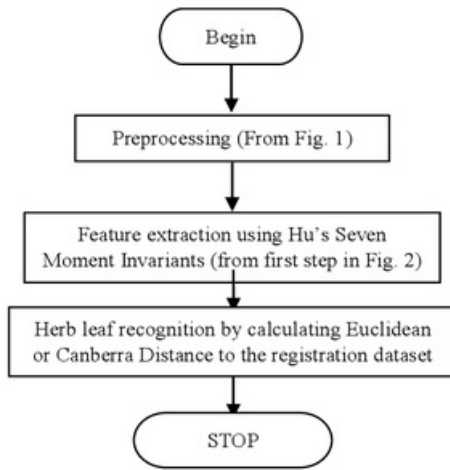 Begin
Preprocessing (From Fig. 1)
Feature extraction using Hu's Seven
Moment Invariants (from first step in Fig. 2)
Herb leaf recognition by calculating Euclidean
or Canberra Distance to the registration dataset
STOP